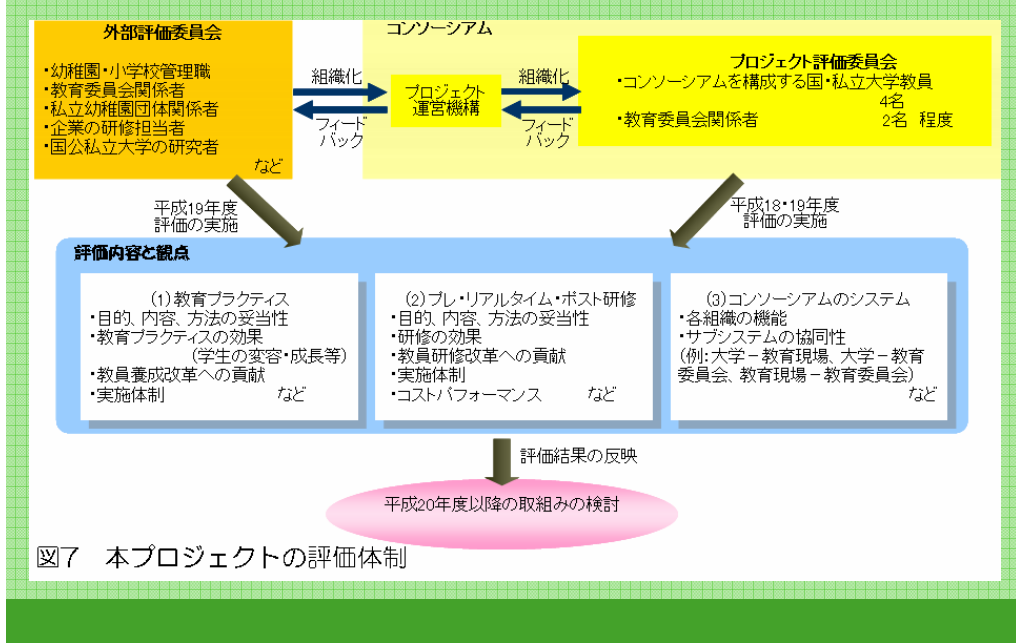 外部評価委員会
・幼稚園・小学校管理職
・教育委員会関係者
・私立幼稚園団体関係者
・企業の研修担当者
・国公私立大学の研究者
など
組織化
フィード
バック
コンソーシアム
プロジェクト
運営機構
組織化
フィード
バック
プロジェクト評価委員会
・コンソーシアムを構成する国・私立大学教員
4名
・教育委員会関係者 2名 程度
平成19年度
評価の実施
平成18・19年度
評価の実施
評価内容と観点
(1)教育プラクティス
・目的、内容、方法の妥当性
・教育プラクティスの効果
(学生の変容・成長等)
・教員養成改革への貢献
・実施体制 など
(2)プレ・リアルタイム・ポスト研修
・目的、内容、方法の妥当性
・研修の効果
・教員研修改革への貢献
・実施体制
・コストパフォーマンス など
(3)コンソーシアムのシステム
・各組織の機能
・サブシステムの協同性
(例:大学-教育現場、大学-教育
委員会、教育現場-教育委員会)
など
評価結果の反映
平成20年度以降の取組みの検討
図7 本プロジェクトの評価体制